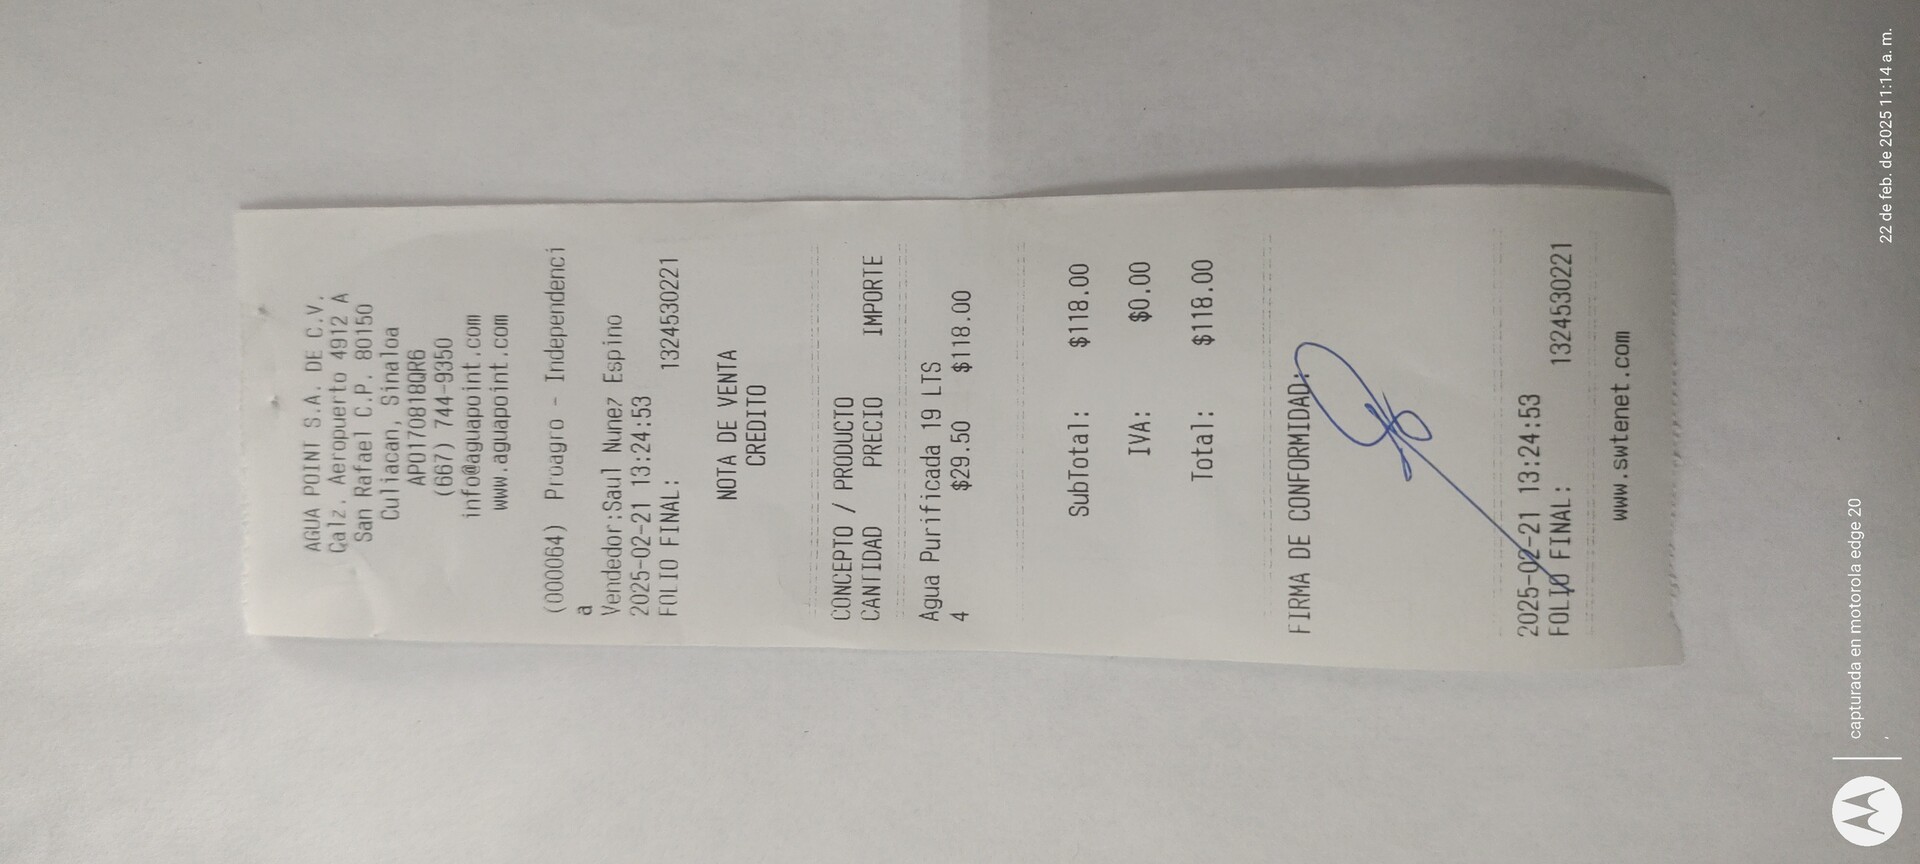 AGUA POINT S.A. DE C.V.
Calz. Aeropuerto 4912 A
San Rafael C.P. 80150
Culiacan, Sinaloa
APO170818QR6
(667) 744-9350
info@aguapoint.com
www.aguapoint.com
(000064) Proagro - Independenci
a
Vendedor:Saul Nunez Espino
2025-02-21 13:24:53
FOLIO FINAL: 1324530221
NOTA DE VENTA
CREDITO
CONCEPTO / PRODUCTO
CANTIDAD PRECIO IMPORTE
Agua Purificada 19 LTS
4 $29.50 $118.00
SubTotal: $118.00
IVA: $0.00
Total: $118.00
FIRMA DE CONFORMIDAD:
2025-02-21 13:24:53
FOLIO FINAL: 1324530221
www.swtenet.com
capturada en motorola edge 20
22 de feb. de 2025 11:14 a. m.